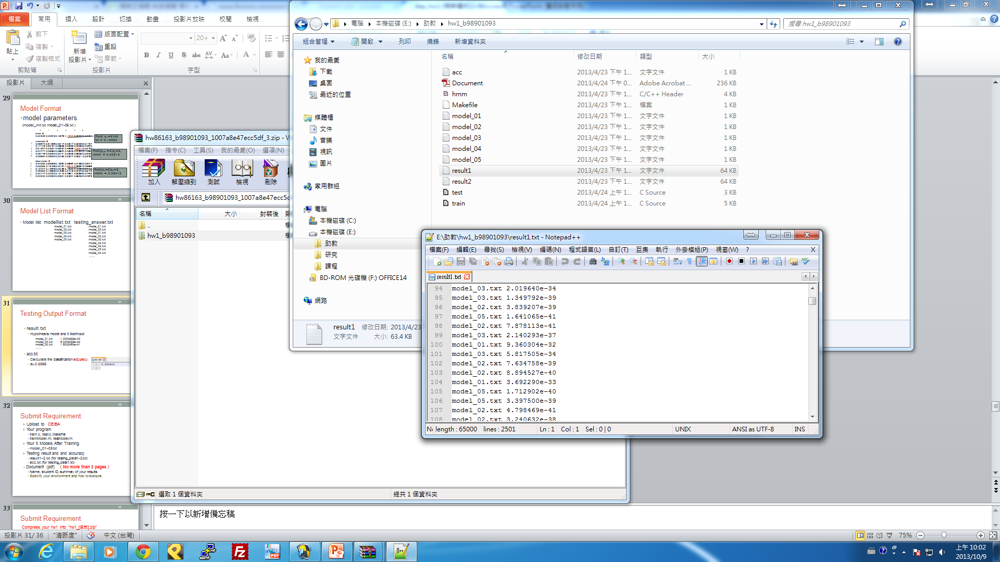 檔案
常用
插入
設計
切換
動畫
投影片放映
校閱
檢視
貼上
剪下
複製
複製格式
剪貼簿
新增
投影片
版面配置
重設
章節
投影片
20
字型
投影片
大綱
29
Model Format
model parameters.
(model_init.txt /model_01~05.txt )
30
Model List Format
Model list: modellist.txt testing_answer.txt
model_01.txt
model_02.txt
model_03.txt
model_04.txt
model_05.txt
31
Testing Output Format
result.txt
Hypothesis model and it likelihood
acc.txt
Calculate the classification accuracy.
ex.0.8566
32
Submit Requirement
Upload to CEIBA
Your program
train.c, test.c, Makefile
trainModel.m, testModel.m
Your 5 Models After Training
model_01~05.txt
Testing result and and accuracy
result1~2.txt (for testing_data1~2.txt)
acc.txt (for testing_data1.txt)
Document (pdf) ( No more than 2 pages )
Name, student ID, summary of your results
Specify your environment and how to execute.
33
Submit Requirement
Compress your hw1 into "hw1_[學號].zip"
按一下以新增備忘稿
投影片 31/ 36
"清晰度"
中文 (台灣)
75%
hw86163_b98901093_1007a8e47ecc5df_3.zip - W
檔案(F) 指令(C) 工具(S) 我的最愛(O) 選項(N)
加入 解壓縮到 測試 檢視 刪除
hw86163_b98901093_1007a8e47ecc5d
名稱 大小 封裝後
..
hw1_b98901093
選取 1 個資料夾
總共 1 個資料夾
電腦 本機磁碟 (E:) 助教 hw1_b98901093
搜尋 hw1_b98901093
組合管理 開啟 列印 燒錄 新增資料夾
我的最愛
下載
桌面
最近的位置
媒體櫃
文件
音樂
視訊
圖片
家用群組
電腦
本機磁碟 (C:)
本機磁碟 (E:)
助教
研究
課程
BD-ROM 光碟機 (F:) OFFICE14
網路
名稱 修改日期 類型 大小
acc 2013/4/23 下午 1... 文字文件 1 KB
Document 2013/4/24 下午 0... Adobe Acrobat ... 236 KB
hmm 2013/4/23 下午 1... C/C++ Header 4 KB
Makefile 2013/4/23 下午 1... 檔案 1 KB
model_01 2013/4/23 下午 1... 文字文件 1 KB
model_02 2013/4/23 下午 1... 文字文件 1 KB
model_03 2013/4/23 下午 1... 文字文件 1 KB
model_04 2013/4/23 下午 1... 文字文件 1 KB
model_05 2013/4/23 下午 1... 文字文件 1 KB
result1 2013/4/23 下午 1... 文字文件 64 KB
result2 2013/4/23 下午 1... 文字文件 64 KB
test 2013/4/24 上午 1... C Source 3 KB
train 2013/4/24 上午 1... C Source 5 KB
result1 修改日期: 2013/4/23
文字文件 大小: 63.4 KB
E:\助教\hw1_b98901093\result1.txt - Notepad++
檔案(F) 編輯(E) 尋找(S) 檢視(V) 編碼(N) 程式語言(L) 自訂(T) 巨集 執行 外掛模組(P) 視窗(W) ? X
result1.txt
94 model_03.txt 2.019640e-34
95 model_03.txt 1.349792e-39
96 model_02.txt 3.839207e-39
97 model_05.txt 1.641065e-41
98 model_02.txt 7.878113e-41
99 model_03.txt 2.140293e-37
100 model_01.txt 9.360304e-32
101 model_03.txt 5.817505e-34
102 model_02.txt 7.634758e-39
103 model_02.txt 8.894527e-40
104 model_01.txt 3.692290e-33
105 model_05.txt 1.712902e-40
106 model_05.txt 3.397500e-39
107 model_02.txt 4.798469e-41
108 model_02.txt 3.240632e-38
length : 65000 lines : 2501 Ln : 1 Col : 1 Sel : 0 | 0 UNIX ANSI as UTF-8 INS
上午 10:02
2013/10/9